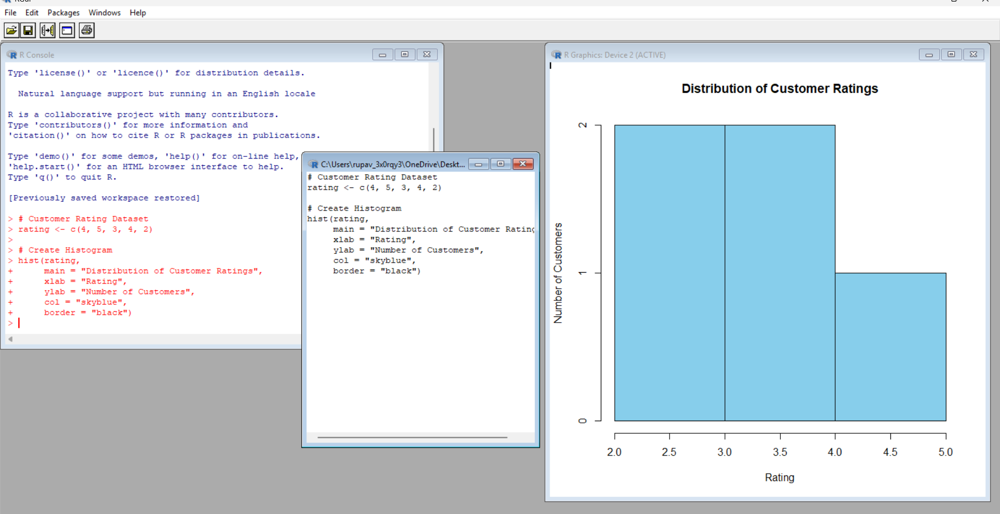 File Edit Packages Windows Help
R Console
Type 'license()' or 'licence()' for distribution details.
Natural language support but running in an English locale
R is a collaborative project with many contributors.
Type 'contributors()' for more information and
'citation()' on how to cite R or R packages in publications.
Type 'demo()' for some demos, 'help()' for on-line help,
'help.start()' for an HTML browser interface to help.
Type 'q()' to quit R.
[Previously saved workspace restored]
> # Customer Rating Dataset
> rating <- c(4, 5, 3, 4, 2)
>
> # Create Histogram
> hist(rating,
+      main = "Distribution of Customer Ratings",
+      xlab = "Rating",
+      ylab = "Number of Customers",
+      col = "skyblue",
+      border = "black")
>
C:\Users\rupav_3x0rqy3\OneDrive\Deskt...
# Customer Rating Dataset
rating <- c(4, 5, 3, 4, 2)
# Create Histogram
hist(rating,
     main = "Distribution of Customer Rating
     xlab = "Rating",
     ylab = "Number of Customers",
     col = "skyblue",
     border = "black")
R Graphics: Device 2 (ACTIVE)
Distribution of Customer Ratings
Number of Customers
2
1
0
2.0 2.5 3.0 3.5 4.0 4.5 5.0
Rating